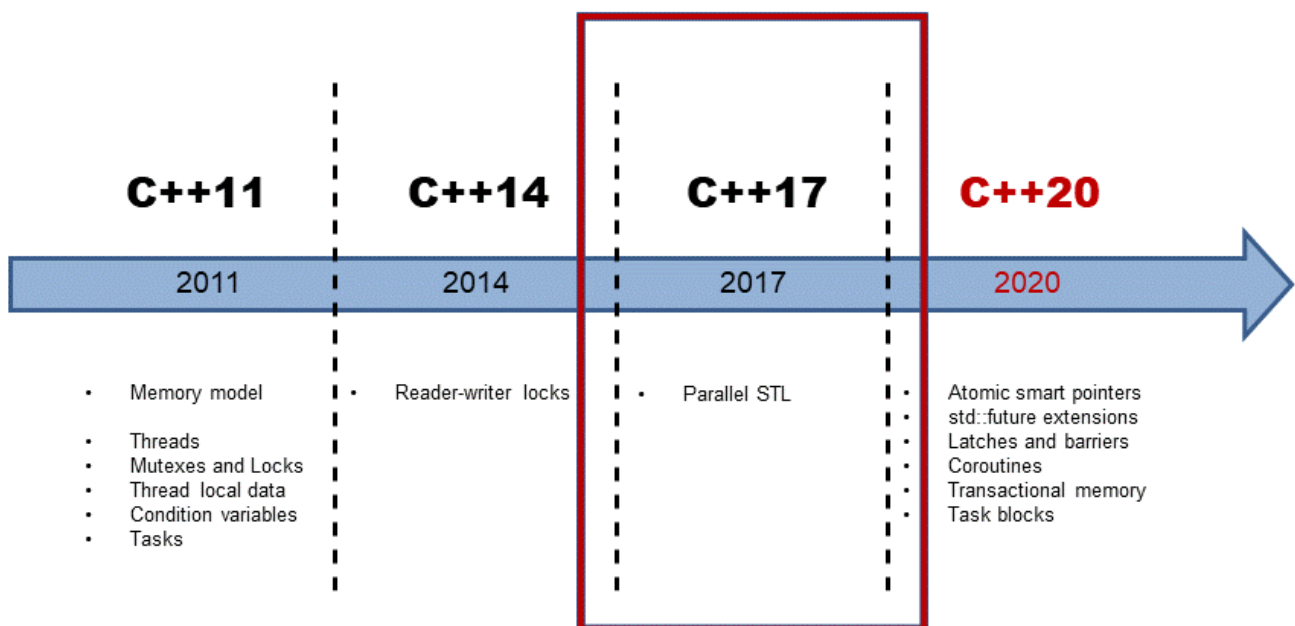 C++11
C++14
C++17
C++20
2011
2014
2017
2020
• Memory model
• Threads
• Mutexes and Locks
• Thread local data
• Condition variables
• Tasks
• Reader-writer locks
• Parallel STL
• Atomic smart pointers
• std::future extensions
• Latches and barriers
• Coroutines
• Transactional memory
• Task blocks